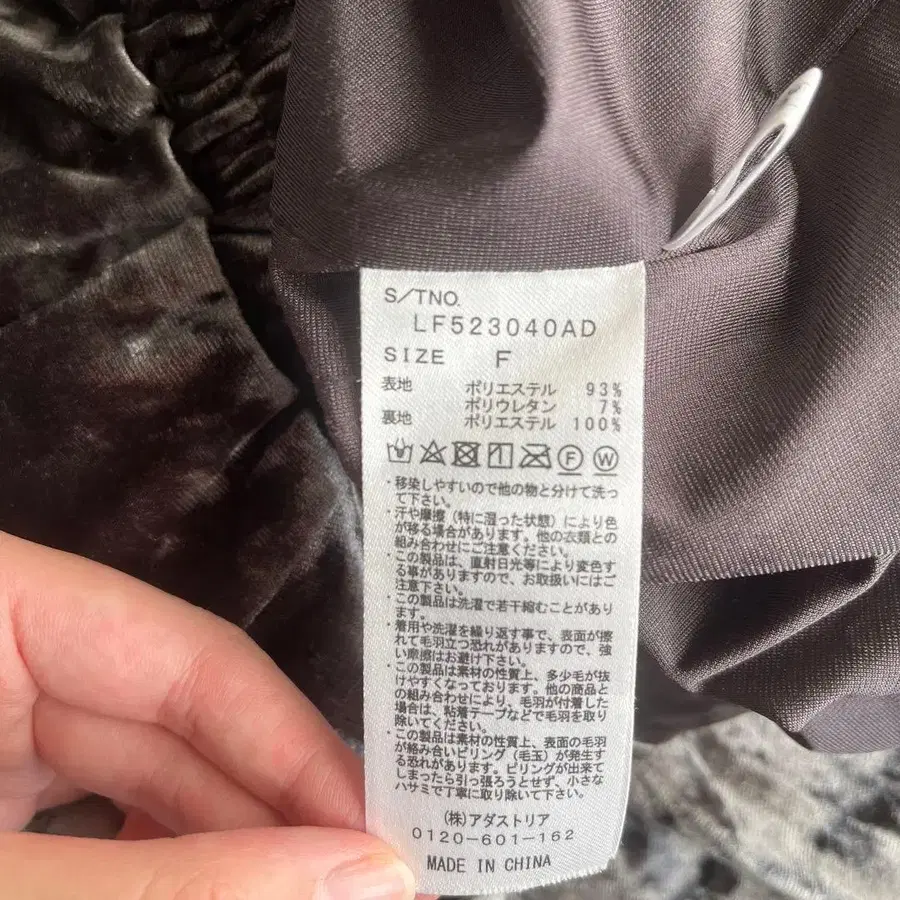 S/TNO.
LF523040AD
SIZE F
表地 ポリエステル 93%
ポリウレタン 7%
裏地 ポリエステル 100%
F W
・移染しやすいので他の物と分けて洗っ
て下さい。
・汗や摩擦(特に湿った状態)により色
が移る場合があります。他の衣類との
組み合わせにご注意ください。
・この製品は、直射日光等により変色す
る事がありますので、お取扱いにはご
注意下さい。
・この製品は洗濯で若干縮むことがあり
ます。
・着用や洗濯を繰り返す事で、表面が擦
れて毛羽立つ恐れがありますので、強
い摩擦はお避け下さい。
・この製品は素材の性質上、多少毛が抜
けやすくなっております。他の商品と
の組み合わせにより、毛羽が付着した
場合は、粘着テープなどで毛羽を取り
除いてください。
・この製品は素材の性質上、表面の毛羽
が絡み合いピリング(毛玉)が発生す
る恐れがあります。ピリングが出来て
しまったら引っ張ろうとせず、小さな
ハサミで丁寧に取り除いて下さい。
(株)アダストリア
0120-601-162
MADE IN CHINA